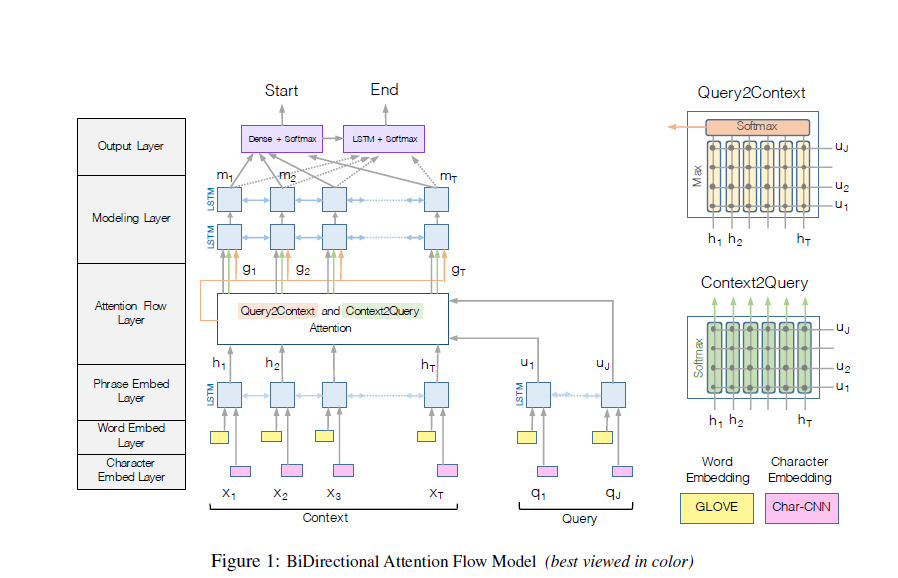 Start End
Query2Context
Output Layer
Dense + Softmax
LSTM + Softmax
Softmax
Max
uJ
u2
u1
h1 h2 hT
m1 m2 mT
Modeling Layer
LSTM
LSTM
g1 g2 gT
Attention Flow
Layer
Query2Context and Context2Query
Attention
Context2Query
Softmax
uJ
u2
u1
h1 h2 hT
h1 h2 hT
u1 uJ
Phrase Embed
Layer
LSTM
LSTM
Word Embed
Layer
Character
Embed Layer
x1 x2 x3 xT
q1 qJ
Context
Query
Word
Embedding
Character
Embedding
GLOVE
Char-CNN
Figure 1: BiDirectional Attention Flow Model (best viewed in color)